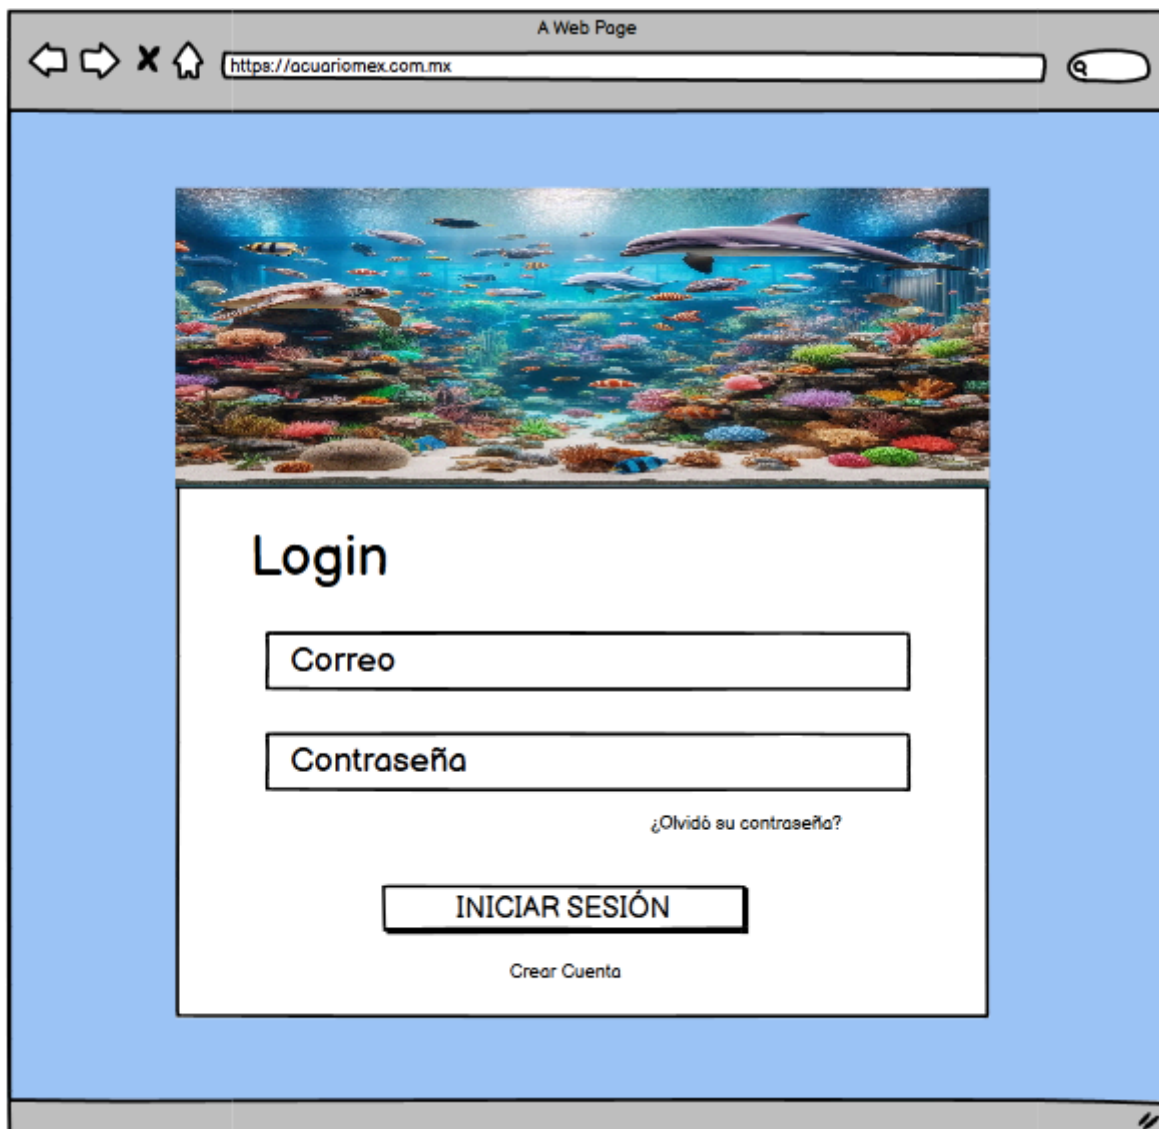 A Web Page
https://acuariomex.com.mx
Login
Correo
Contraseña
¿Olvidó su contraseña?
INICIAR SESIÓN
Crear Cuenta